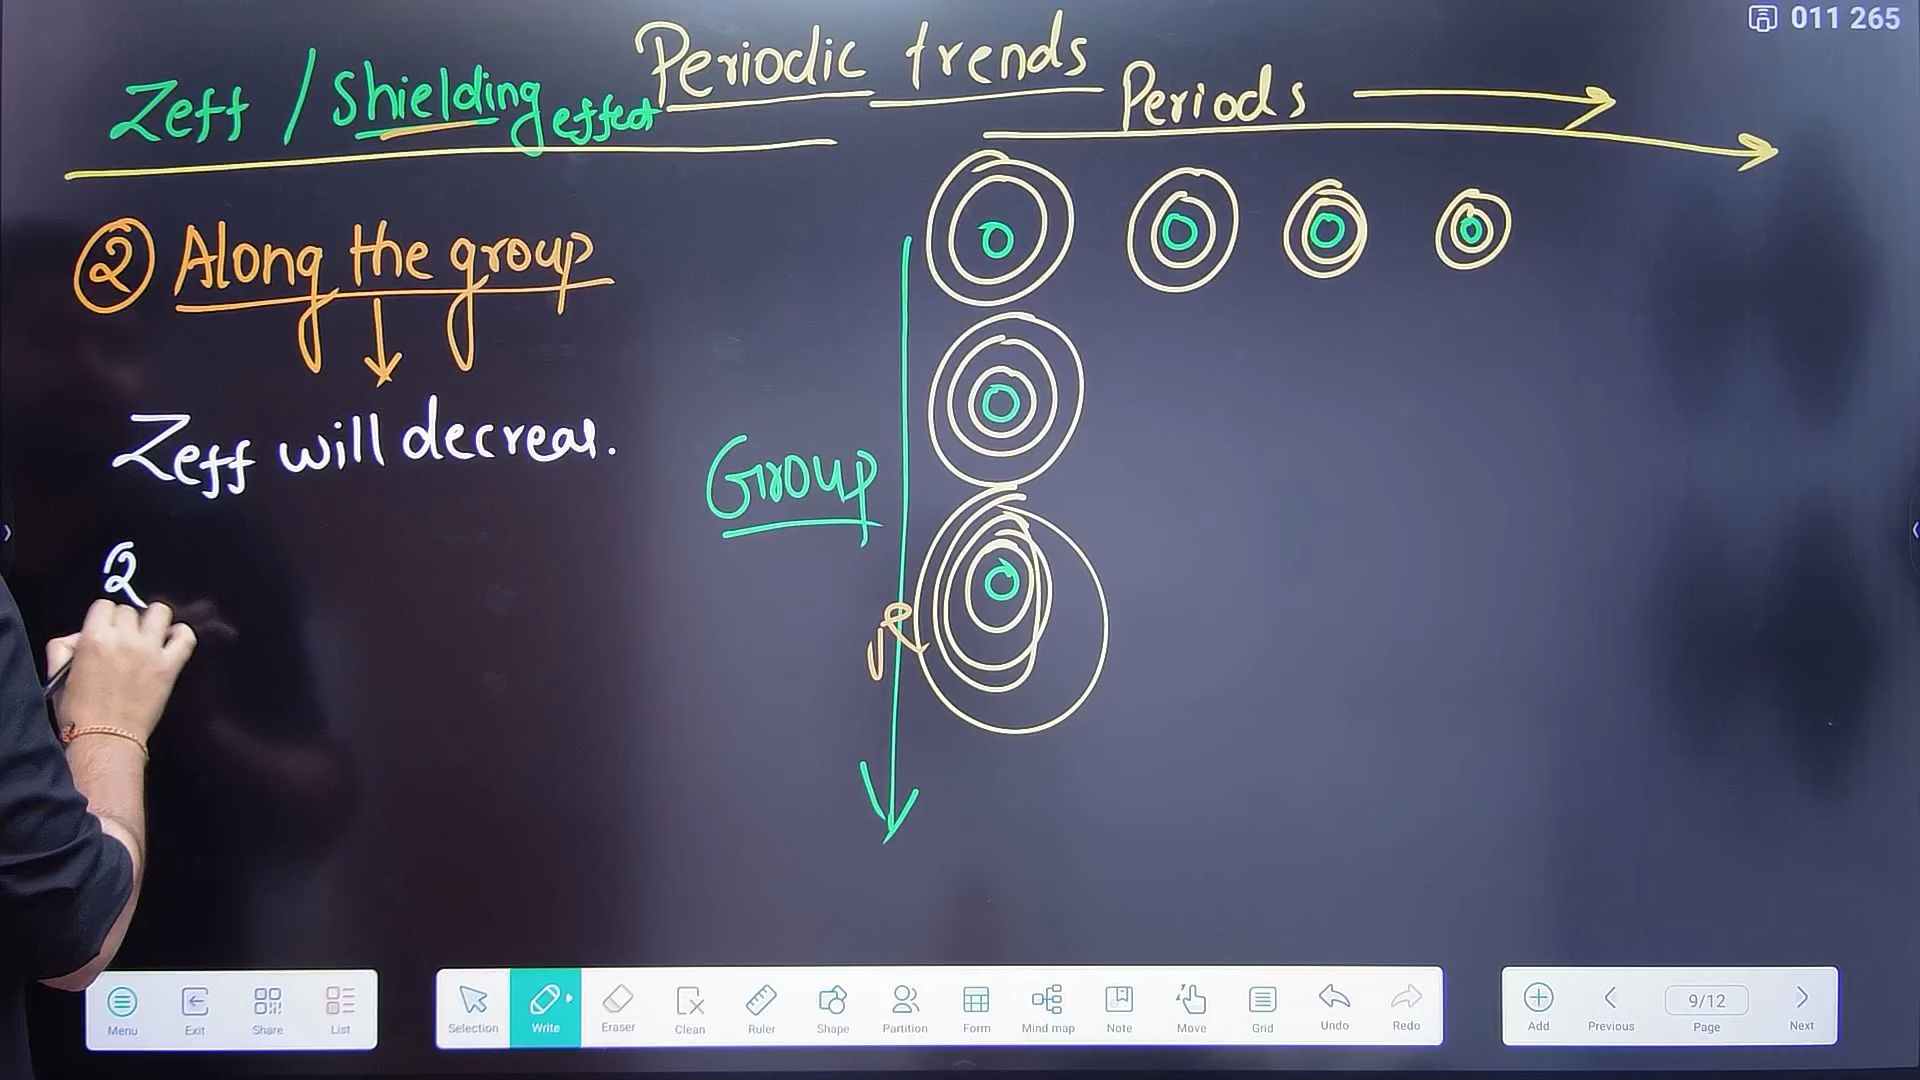 011 265
Periodic trends
Zeff / Shielding effect
Periods
② Along the group
Zeff will decreas.
Group
2
Menu
Exit
Share
List
Selection
Write
Eraser
Clean
Ruler
Shape
Partition
Form
Mind map
Note
Move
Grid
Undo
Redo
Add
Previous
9/12
Page
Next